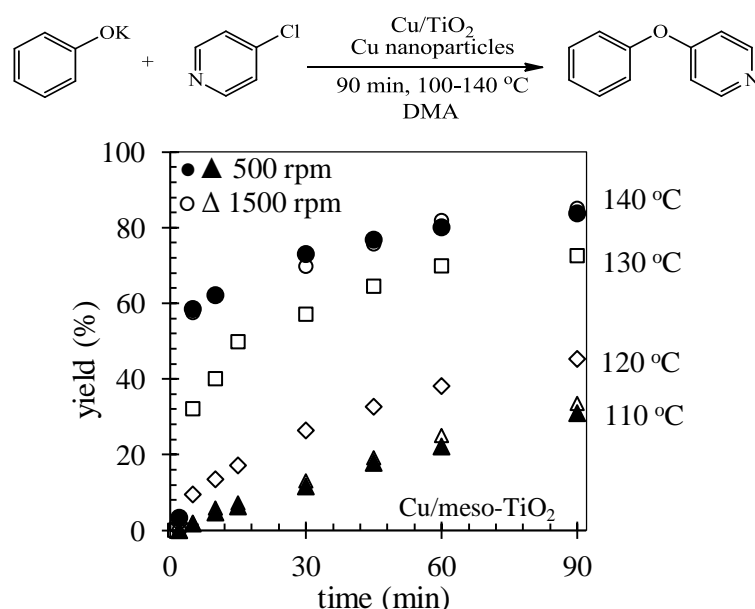 OK
+
N
Cl
Cu/TiO₂
Cu nanoparticles
90 min, 100-140 °C
DMA
O
N
100
80
60
40
20
0
yield (%)
● ▲ 500 rpm
○ Δ 1500 rpm
140 °C
130 °C
120 °C
110 °C
Cu/meso-TiO₂
0 30 60 90
time (min)